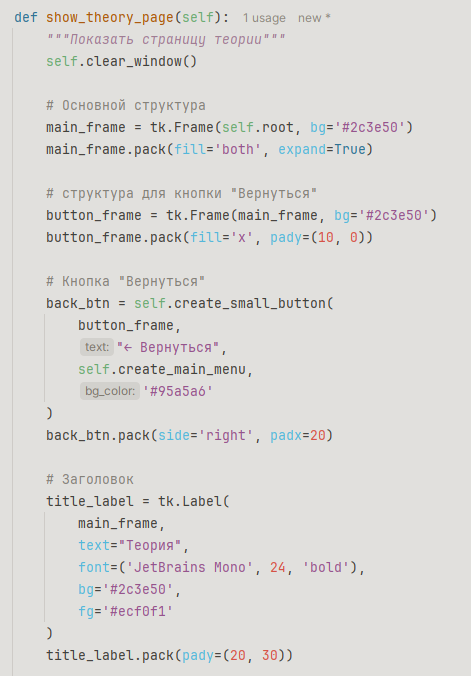 def show_theory_page(self): 1 usage new *
    """Показать страницу теории"""
    self.clear_window()

    # Основной структура
    main_frame = tk.Frame(self.root, bg='#2c3e50')
    main_frame.pack(fill='both', expand=True)

    # структура для кнопки "Вернуться"
    button_frame = tk.Frame(main_frame, bg='#2c3e50')
    button_frame.pack(fill='x', pady=(10, 0))

    # Кнопка "Вернуться"
    back_btn = self.create_small_button(
        button_frame,
        text: "← Вернуться",
        self.create_main_menu,
        bg_color: '#95a5a6'
    )
    back_btn.pack(side='right', padx=20)

    # Заголовок
    title_label = tk.Label(
        main_frame,
        text="Теория",
        font=('JetBrains Mono', 24, 'bold'),
        bg='#2c3e50',
        fg='#ecf0f1'
    )
    title_label.pack(pady=(20, 30))